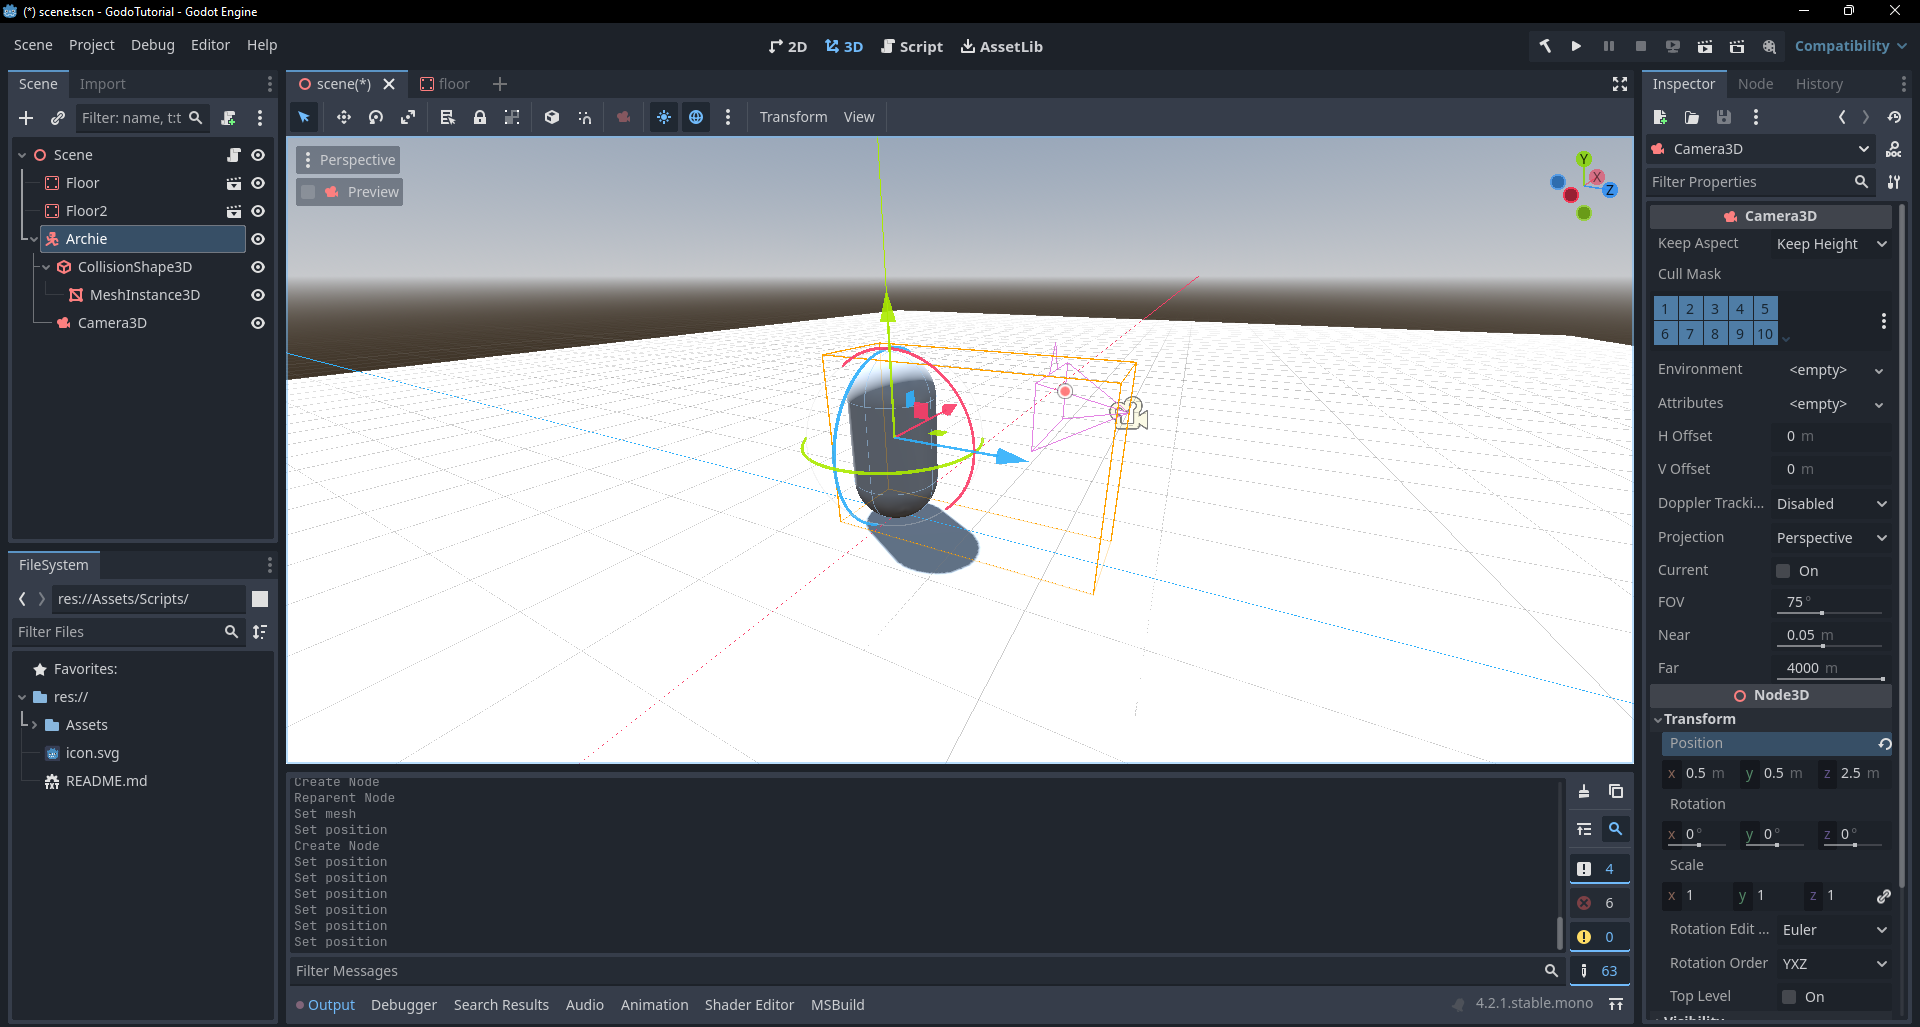 (*) scene.tscn - GodoTutorial - Godot Engine
Scene Project Debug Editor Help
2D 3D Script AssetLib
Compatibility
Scene Import
Filter: name, t:t
Scene
Floor
Floor2
Archie
CollisionShape3D
MeshInstance3D
Camera3D
FileSystem
res://Assets/Scripts/
Filter Files
Favorites:
res://
Assets
icon.svg
README.md
scene(*) floor
Transform View
Perspective
Preview
Y
X
Z
Create Node
Reparent Node
Set mesh
Set position
Create Node
Set position
Set position
Set position
Set position
Set position
Set position
4
6
0
63
Filter Messages
Output Debugger Search Results Audio Animation Shader Editor MSBuild
4.2.1.stable.mono
Inspector Node History
Camera3D
DOC
Filter Properties
Camera3D
Keep Aspect Keep Height
Cull Mask
1 2 3 4 5
6 7 8 9 10
Environment <empty>
Attributes <empty>
H Offset 0 m
V Offset 0 m
Doppler Tracki... Disabled
Projection Perspective
Current On
FOV 75 °
Near 0.05 m
Far 4000 m
Node3D
Transform
Position
x 0.5 m y 0.5 m z 2.5 m
Rotation
x 0° y 0° z 0°
Scale
x 1 y 1 z 1
Rotation Edit ... Euler
Rotation Order YXZ
Top Level On
Visibility